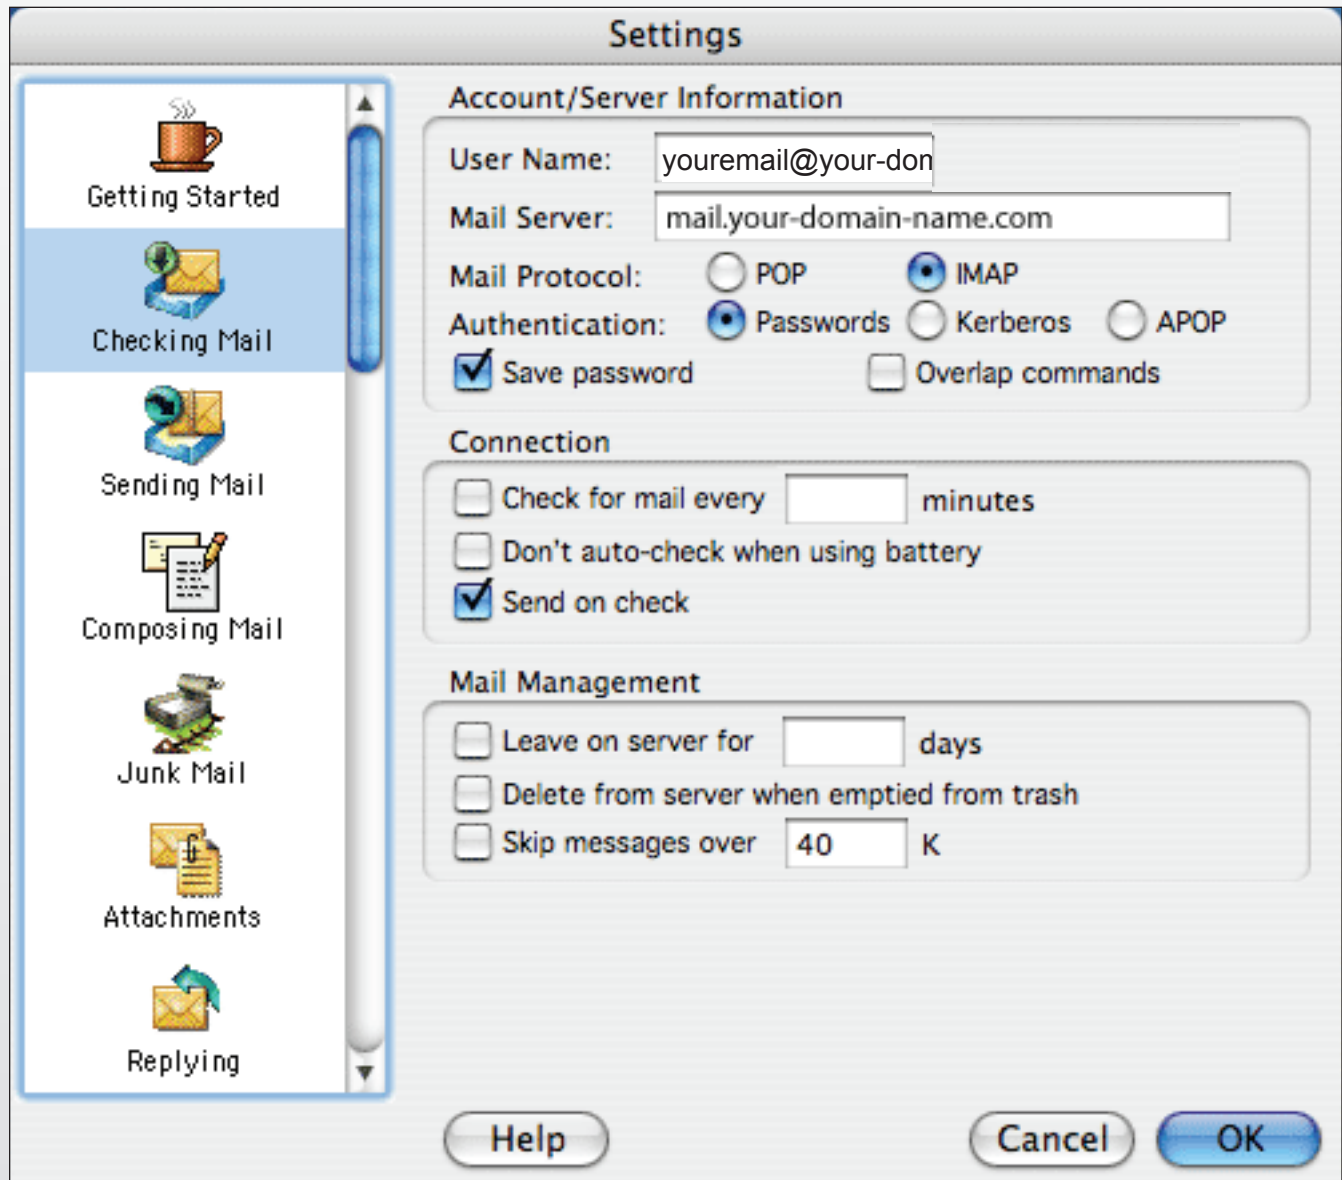 Settings
Getting Started
Checking Mail
Sending Mail
Composing Mail
Junk Mail
Attachments
Replying
Account/Server Information
User Name: youremail@your-don
Mail Server: mail.your-domain-name.com
Mail Protocol: POP IMAP
Authentication: Passwords Kerberos APOP
Save password Overlap commands
Connection
Check for mail every minutes
Don't auto-check when using battery
Send on check
Mail Management
Leave on server for days
Delete from server when emptied from trash
Skip messages over 40 K
Help Cancel OK